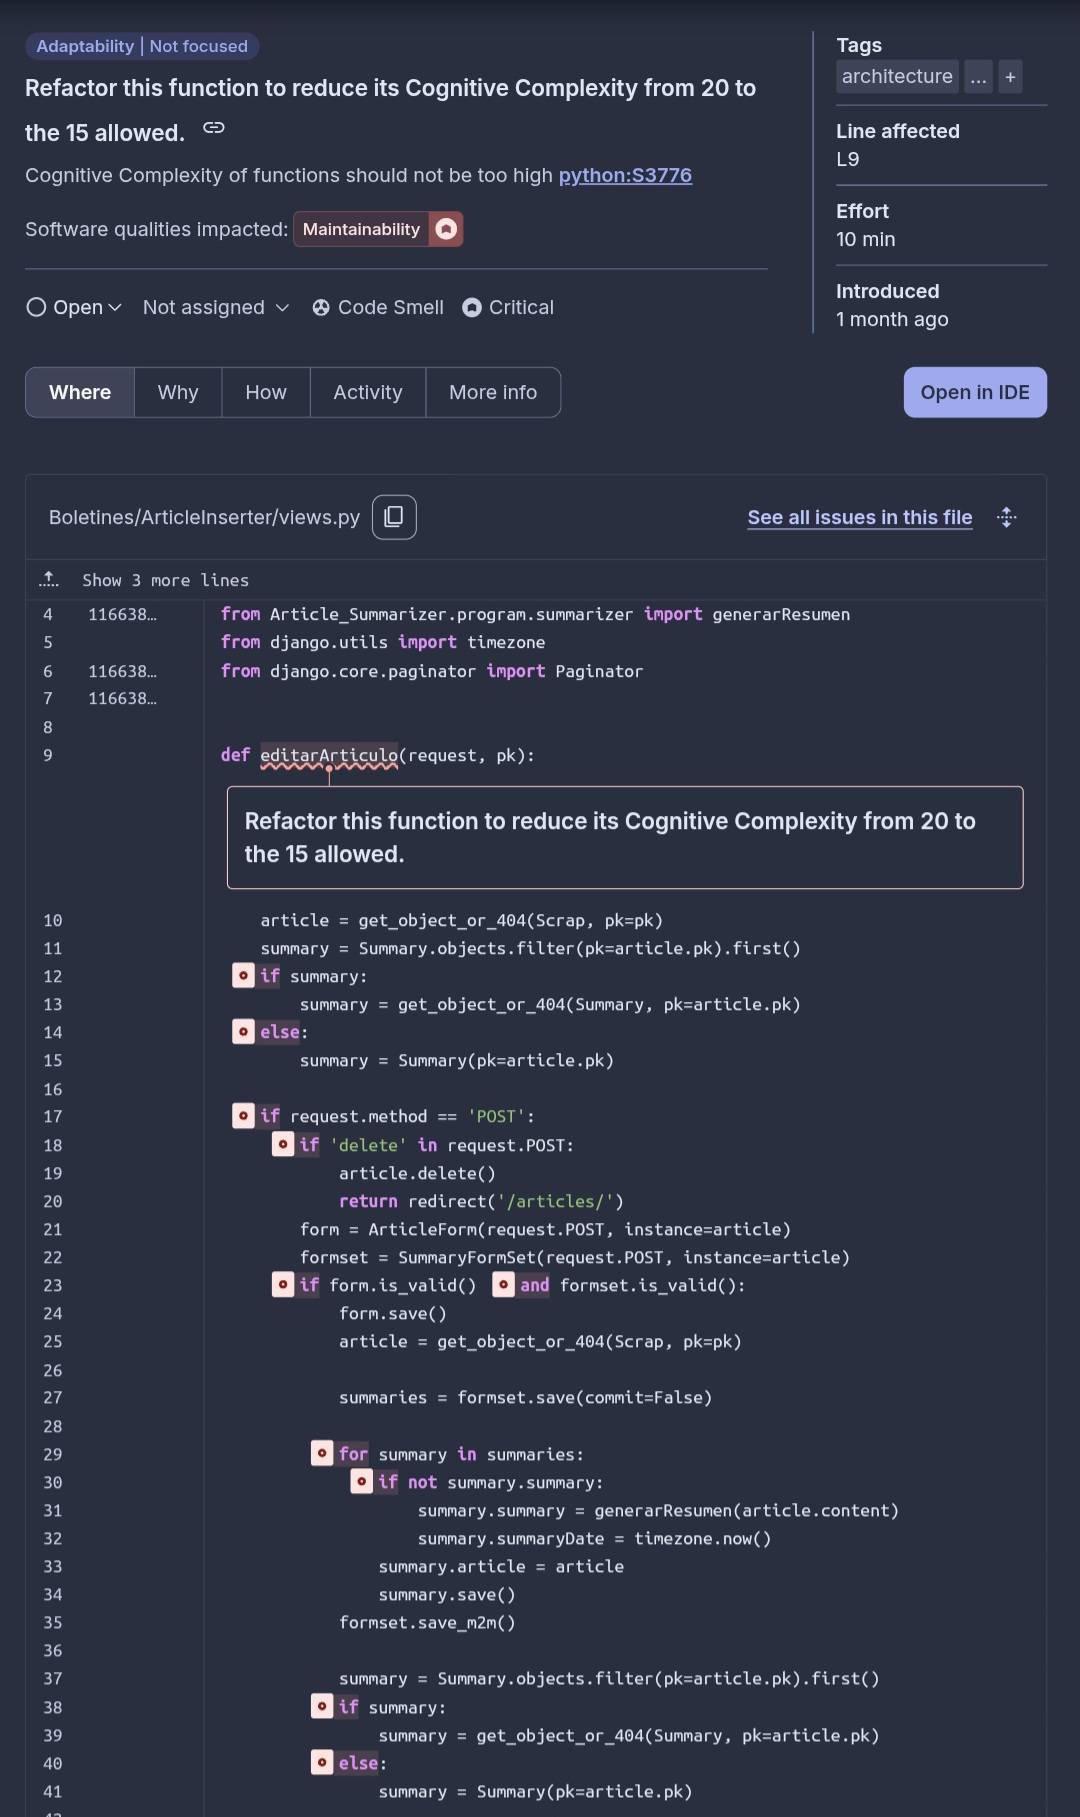 Adaptability | Not focused
Refactor this function to reduce its Cognitive Complexity from 20 to
the 15 allowed.
Cognitive Complexity of functions should not be too high python:S3776
Software qualities impacted: Maintainability
Open Not assigned Code Smell Critical
Tags
architecture ... +
Line affected
L9
Effort
10 min
Introduced
1 month ago
Where Why How Activity More info
Open in IDE
Boletines/ArticleInserter/views.py
See all issues in this file
Show 3 more lines
4 116638… from Article_Summarizer.program.summarizer import generarResumen
5 from django.utils import timezone
6 116638… from django.core.paginator import Paginator
7 116638…
8
9 def editarArticulo(request, pk):
Refactor this function to reduce its Cognitive Complexity from 20 to
the 15 allowed.
10     article = get_object_or_404(Scrap, pk=pk)
11     summary = Summary.objects.filter(pk=article.pk).first()
12     if summary:
13         summary = get_object_or_404(Summary, pk=article.pk)
14     else:
15         summary = Summary(pk=article.pk)
16
17     if request.method == 'POST':
18         if 'delete' in request.POST:
19             article.delete()
20             return redirect('/articles/')
21         form = ArticleForm(request.POST, instance=article)
22         formset = SummaryFormSet(request.POST, instance=article)
23         if form.is_valid() and formset.is_valid():
24             form.save()
25             article = get_object_or_404(Scrap, pk=pk)
26
27             summaries = formset.save(commit=False)
28
29             for summary in summaries:
30                 if not summary.summary:
31                     summary.summary = generarResumen(article.content)
32                     summary.summaryDate = timezone.now()
33                 summary.article = article
34                 summary.save()
35             formset.save_m2m()
36
37             summary = Summary.objects.filter(pk=article.pk).first()
38             if summary:
39                 summary = get_object_or_404(Summary, pk=article.pk)
40             else:
41                 summary = Summary(pk=article.pk)